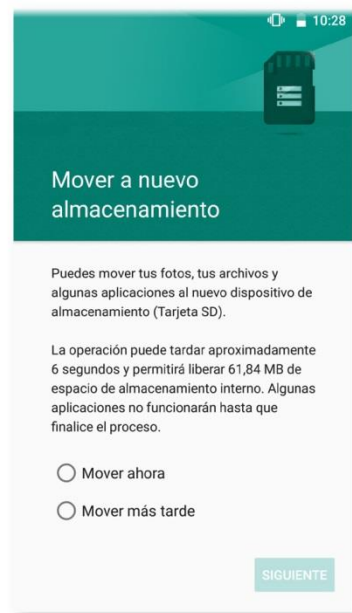 10:28
Mover a nuevo
almacenamiento
Puedes mover tus fotos, tus archivos y
algunas aplicaciones al nuevo dispositivo de
almacenamiento (Tarjeta SD).
La operación puede tardar aproximadamente
6 segundos y permitirá liberar 61,84 MB de
espacio de almacenamiento interno. Algunas
aplicaciones no funcionarán hasta que
finalice el proceso.
Mover ahora
Mover más tarde
SIGUIENTE